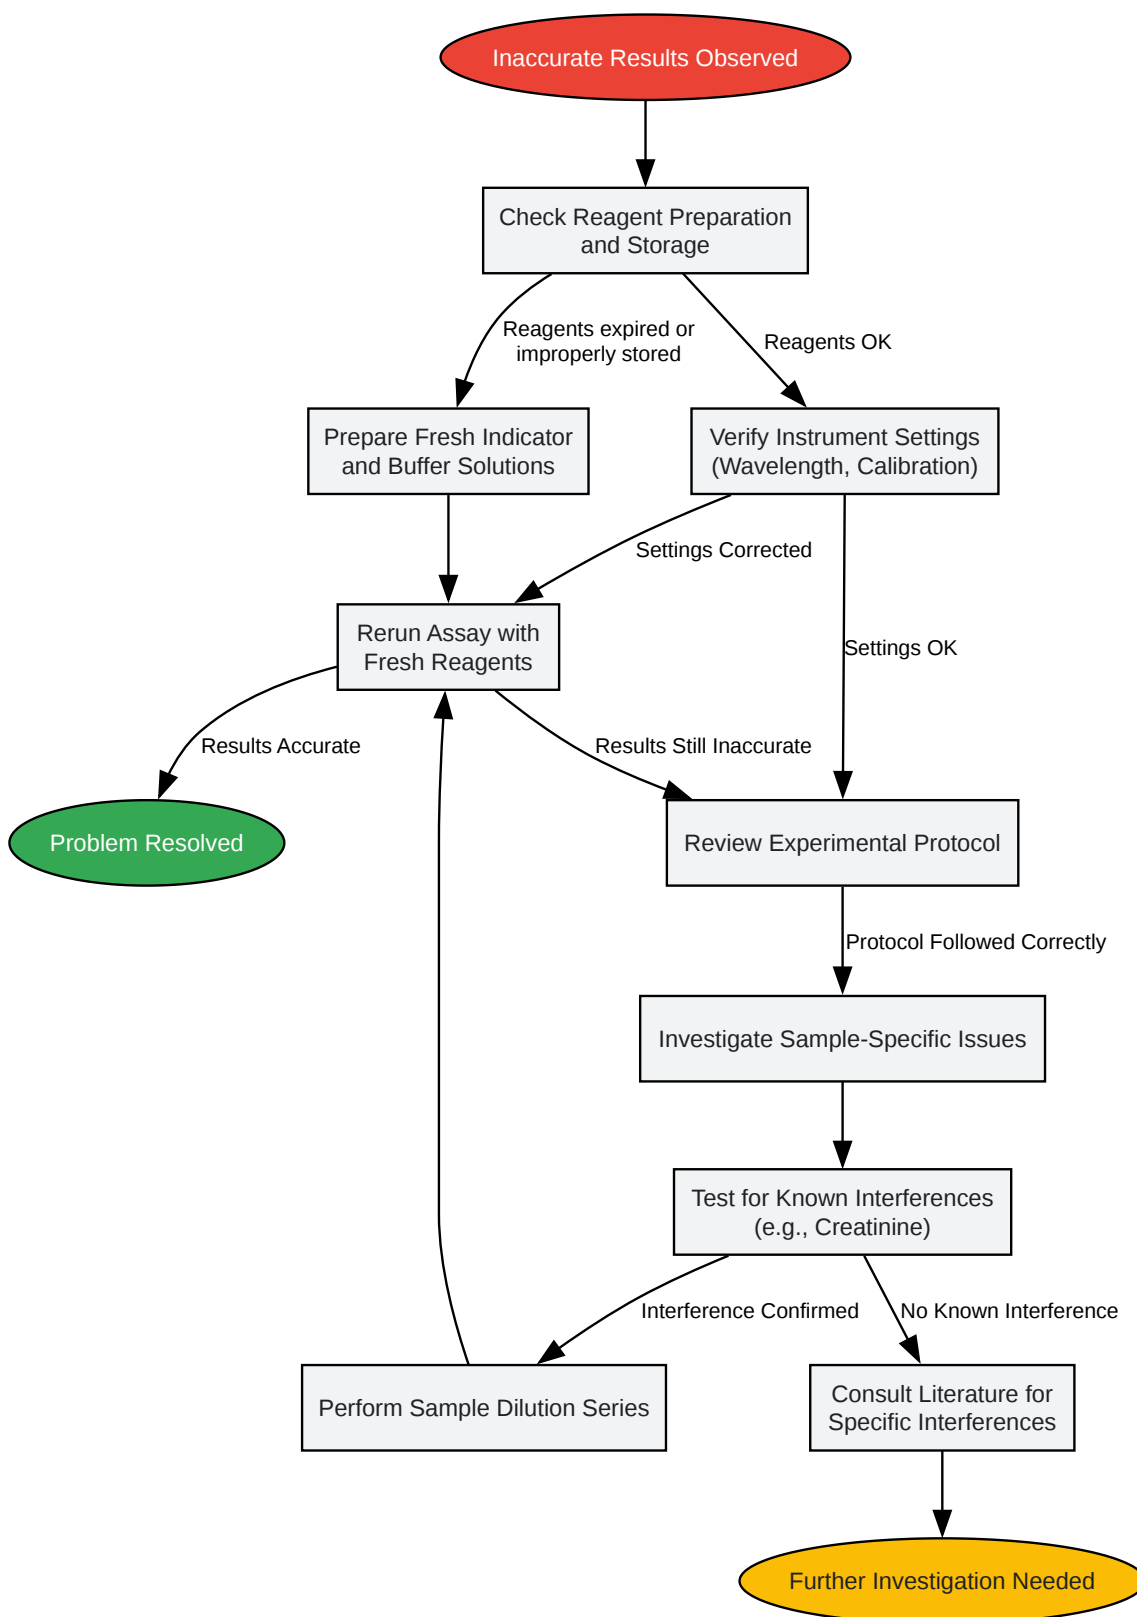 Inaccurate Results Observed
Check Reagent Preparation
and Storage
Reagents expired or
improperly stored
Reagents OK
Prepare Fresh Indicator
and Buffer Solutions
Verify Instrument Settings
(Wavelength, Calibration)
Settings Corrected
Rerun Assay with
Fresh Reagents
Settings OK
Results Accurate
Results Still Inaccurate
Problem Resolved
Review Experimental Protocol
Protocol Followed Correctly
Investigate Sample-Specific Issues
Test for Known Interferences
(e.g., Creatinine)
Interference Confirmed
No Known Interference
Perform Sample Dilution Series
Consult Literature for
Specific Interferences
Further Investigation Needed